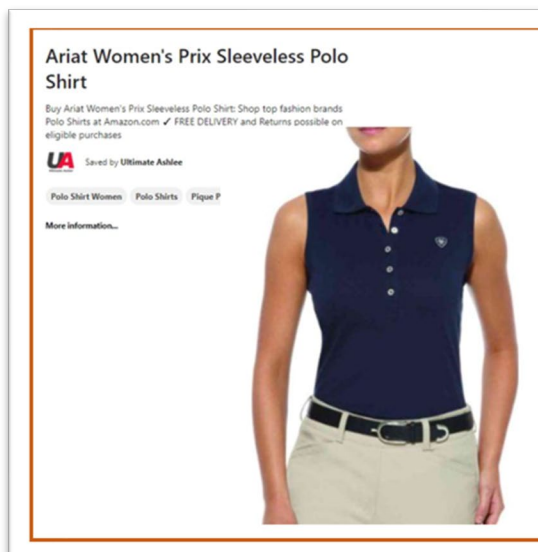 Ariat Women's Prix Sleeveless Polo
Shirt
Buy Ariat Women's Prix Sleeveless Polo Shirt: Shop top fashion brands
Polo Shirts at Amazon.com ✓ FREE DELIVERY and Returns possible on
eligible purchases
UA
Saved by Ultimate Ashlee
Polo Shirt Women Polo Shirts Pique P
More information...